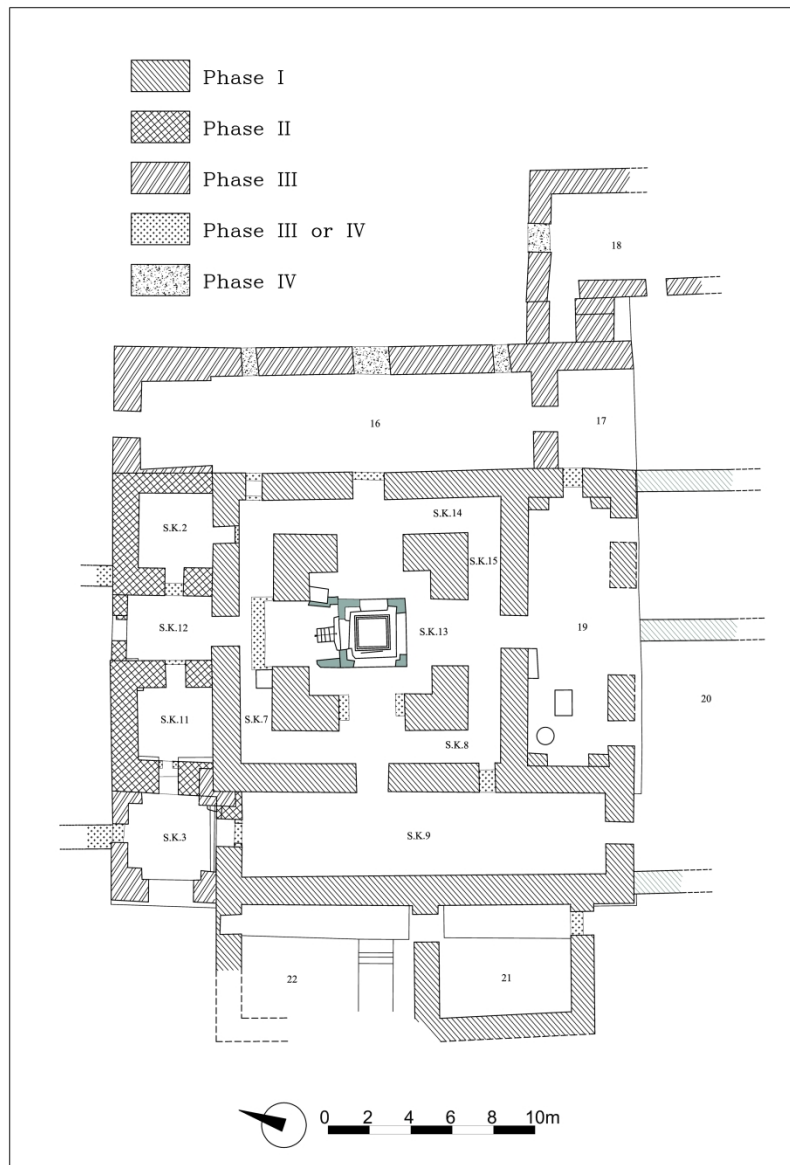 Phase I
Phase II
Phase III
Phase III or IV
Phase IV
18
16
17
S.K.2
S.K.14
S.K.15
S.K.12
S.K.13
19
S.K.11
S.K.7
20
S.K.8
S.K.3
S.K.9
22
21
0 2 4 6 8 10m